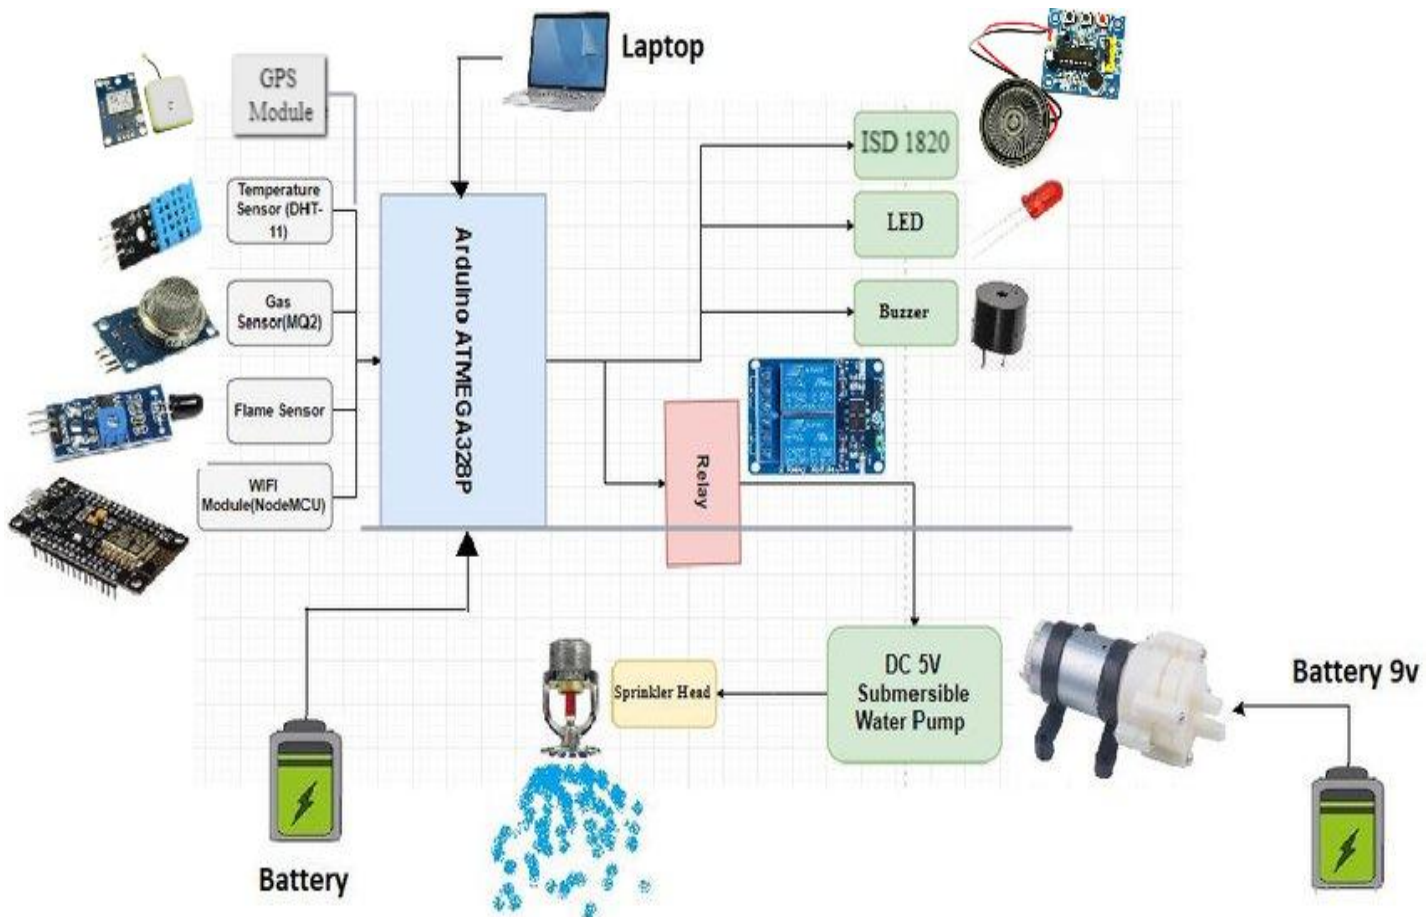 Laptop
GPS
Module
ISD 1820
Temperature
Sensor (DHT-
11)
LED
Gas
Sensor(MQ2)
Buzzer
Arduino ATMEGA328P
Flame Sensor
Relay
WIFI
Module(NodeMCU)
DC 5V
Submersible
Water Pump
Sprinkler Head
Battery 9v
Battery